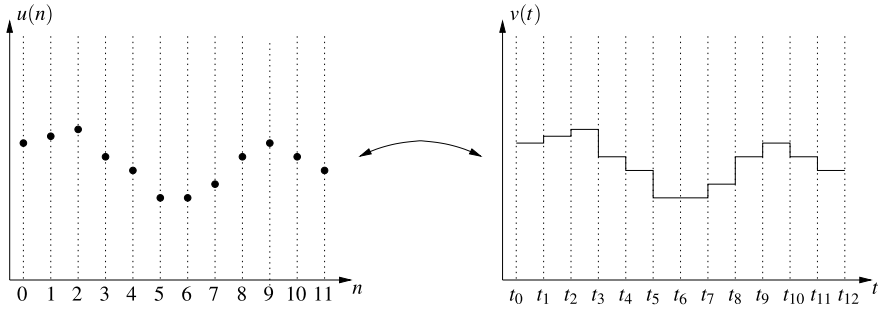 u(n)
0 1 2 3 4 5 6 7 8 9 10 11 n
v(t)
t₀ t₁ t₂ t₃ t₄ t₅ t₆ t₇ t₈ t₉ t₁₀ t₁₁ t₁₂ t